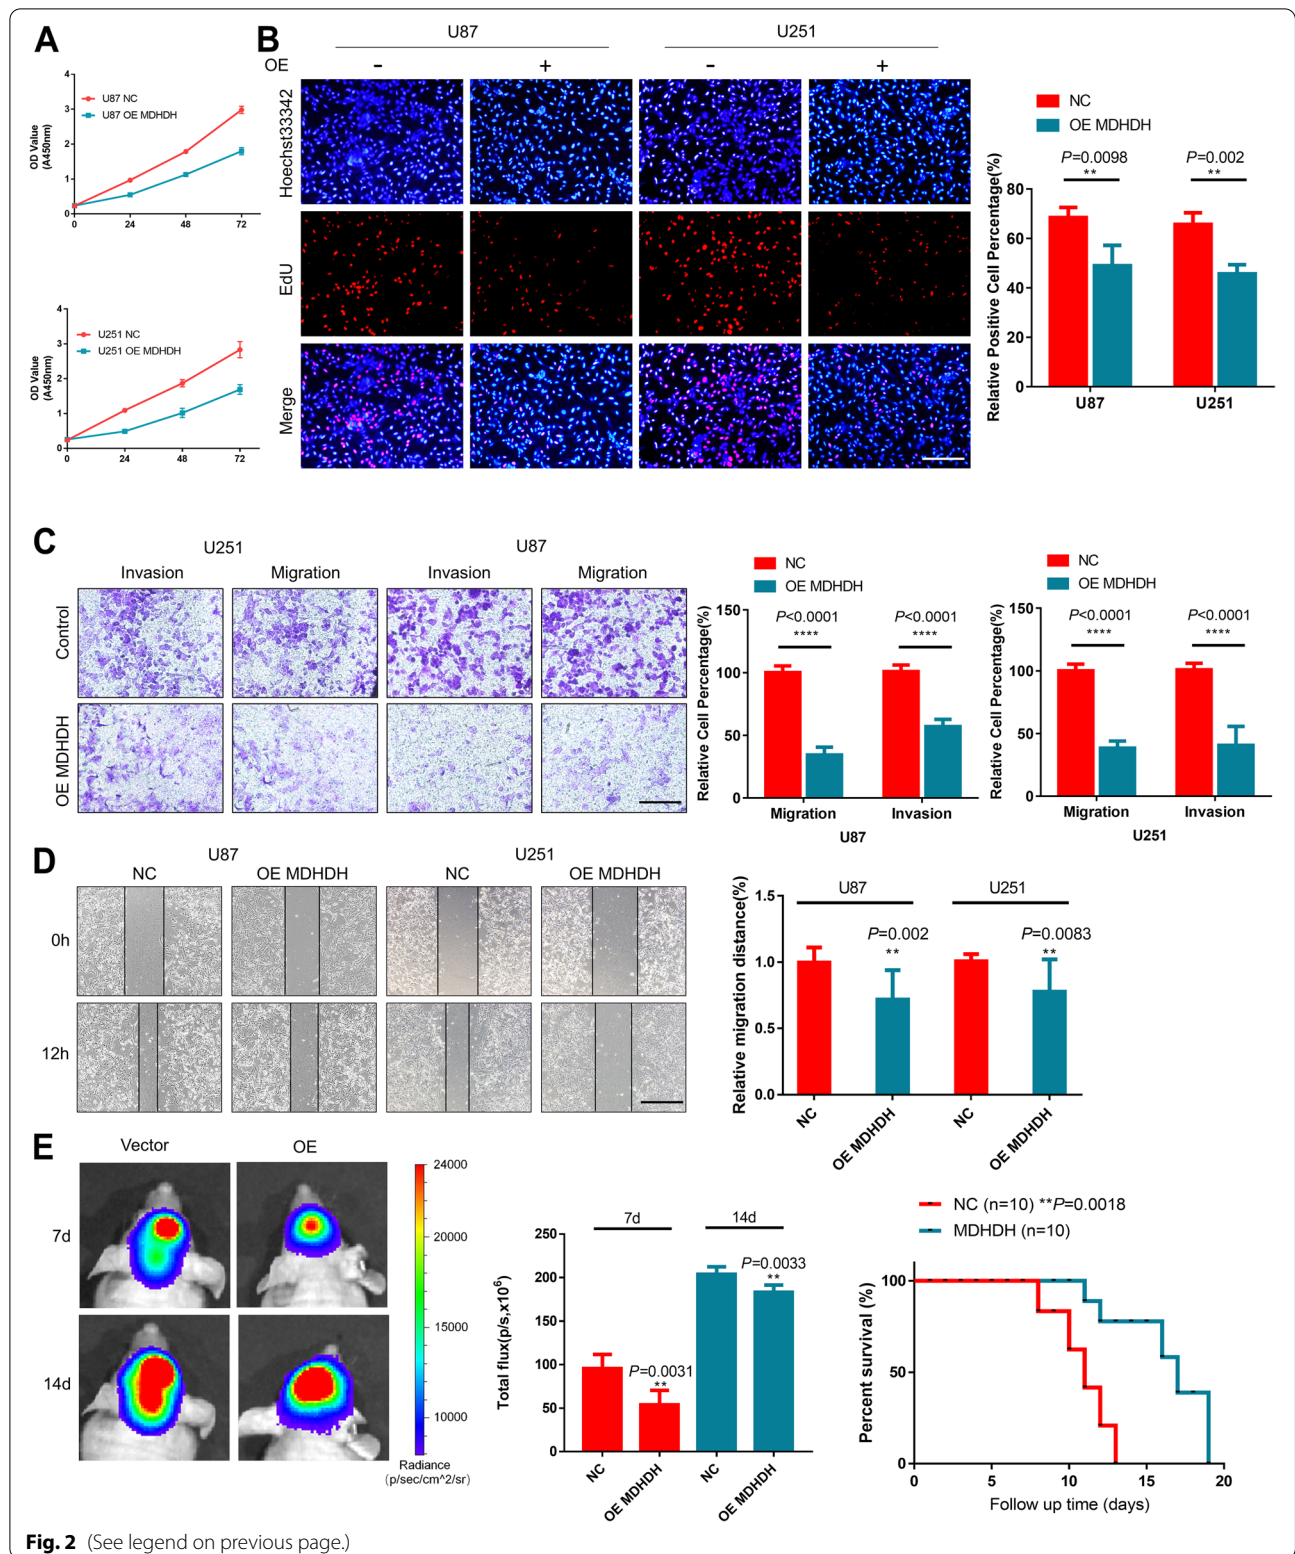 A
4
3
2
1
0
OD Value
(A450nm)
U87 NC
U87 OE MDHDH
0 24 48 72
4
3
2
1
0
OD Value
(A450nm)
U251 NC
U251 OE MDHDH
0 24 48 72
B
U87 U251
OE - + - +
Hoechst33342
EdU
Merge
NC
OE MDHDH
P=0.0098 P=0.002
** **
Relative Positive Cell Percentage(%)
80
60
40
20
0
U87 U251
C
U251 U87
Invasion Migration Invasion Migration
Control
OE MDHDH
NC
OE MDHDH
P<0.0001 P<0.0001
**** ****
Relative Cell Percentage(%)
150
100
50
0
Migration Invasion
U87
NC
OE MDHDH
P<0.0001 P<0.0001
**** ****
Relative Cell Percentage(%)
150
100
50
0
Migration Invasion
U251
D
U87 U251
NC OE MDHDH NC OE MDHDH
0h
12h
Relative migration distance(%)
1.5
1.0
0.5
0.0
U87 U251
P=0.002 P=0.0083
** **
NC OE MDHDH NC OE MDHDH
E
Vector OE
7d
14d
24000
20000
15000
10000
Radiance
(p/sec/cm^2/sr)
Total flux(p/s,x10⁶)
250
200
150
100
50
0
7d 14d
P=0.0031 P=0.0033
** **
NC OE MDHDH NC OE MDHDH
NC (n=10) **P=0.0018
MDHDH (n=10)
Percent survival (%)
100
50
0
0 5 10 15 20
Follow up time (days)
Fig. 2 (See legend on previous page.)